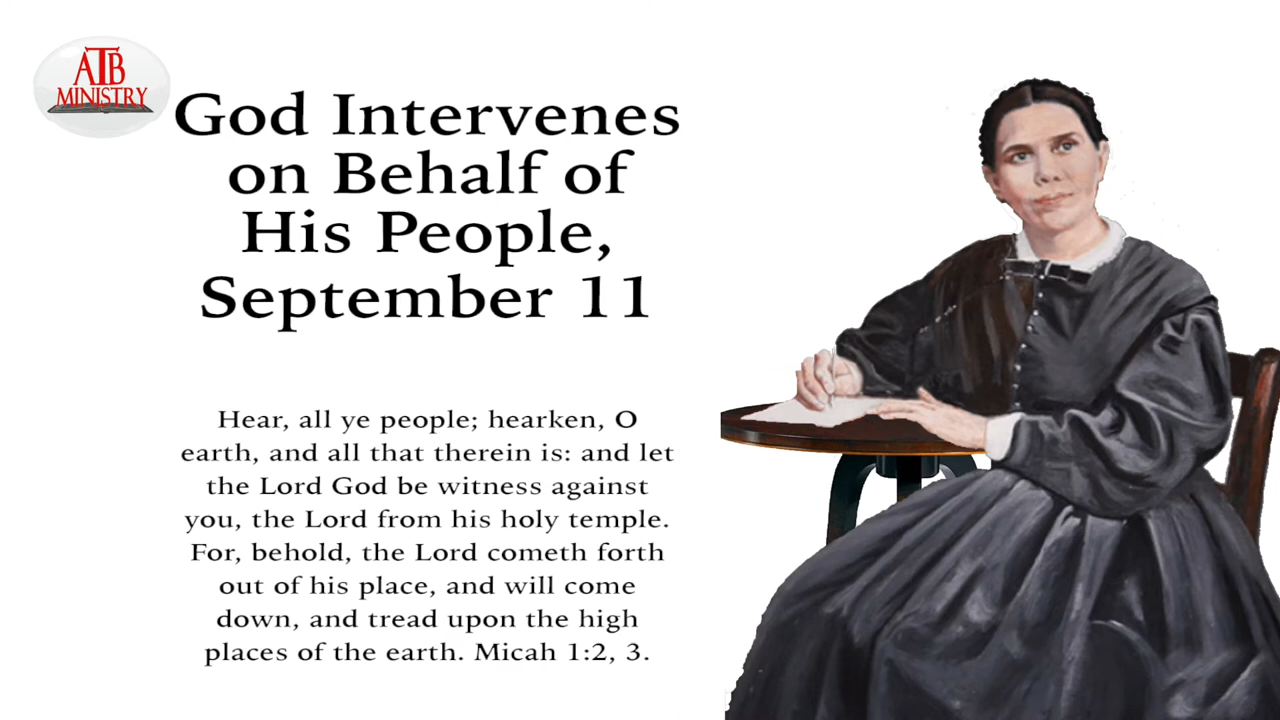 ATB
MINISTRY
God Intervenes
on Behalf of
His People,
September 11
Hear, all ye people; hearken, O
earth, and all that therein is: and let
the Lord God be witness against
you, the Lord from his holy temple.
For, behold, the Lord cometh forth
out of his place, and will come
down, and tread upon the high
places of the earth. Micah 1:2, 3.